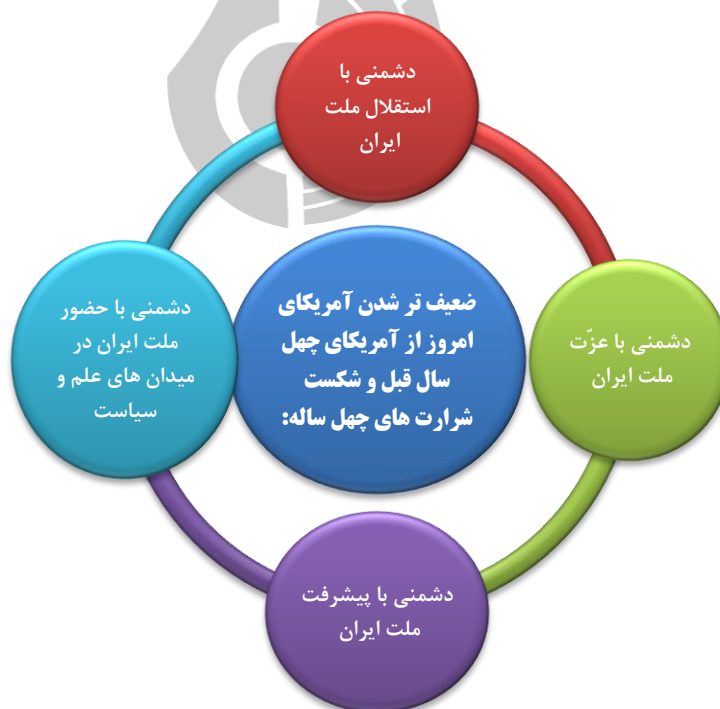 دشمنی با
استقلال ملت
ایران
دشمنی با عزّت
ملت ایران
دشمنی با پیشرفت
ملت ایران
دشمنی با حضور
ملت ایران در
میدان های علم و
سیاست
ضعیف تر شدن آمریکای
امروز از آمریکای چهل
سال قبل و شکست
شرارت های چهل ساله: